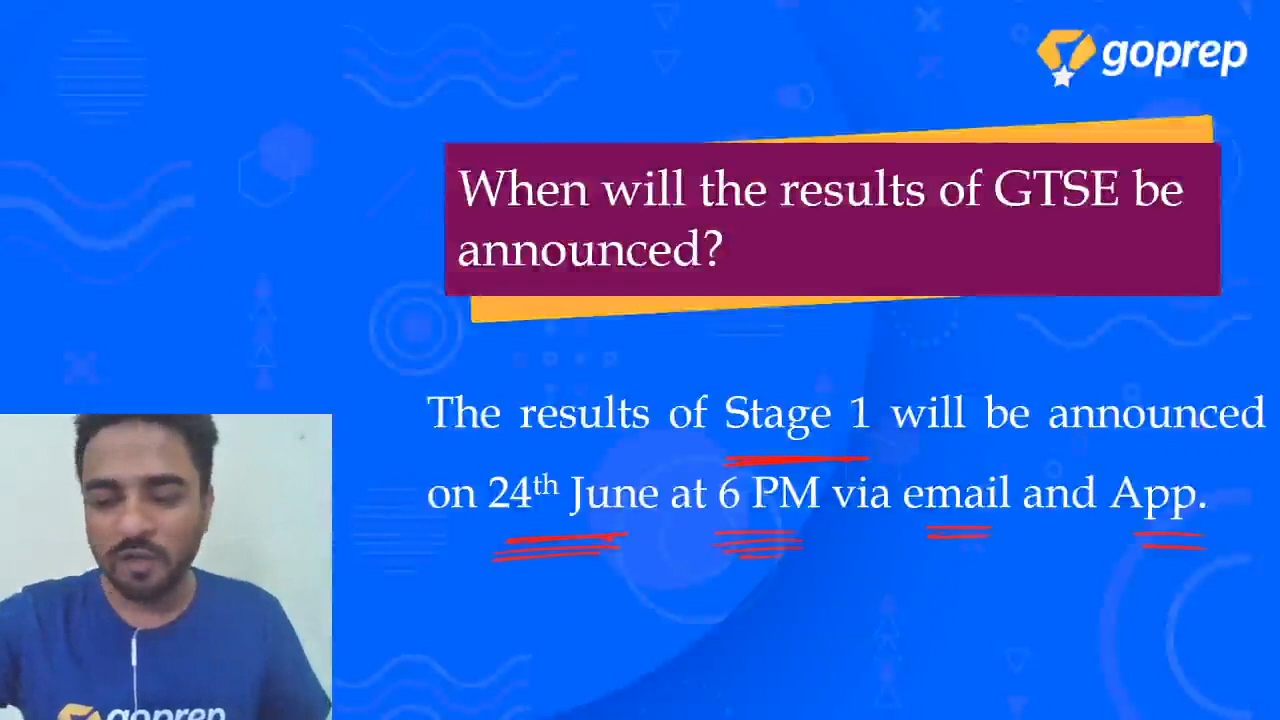 goprep
When will the results of GTSE be
announced?
The results of Stage 1 will be announced
on 24th June at 6 PM via email and App.
goprep